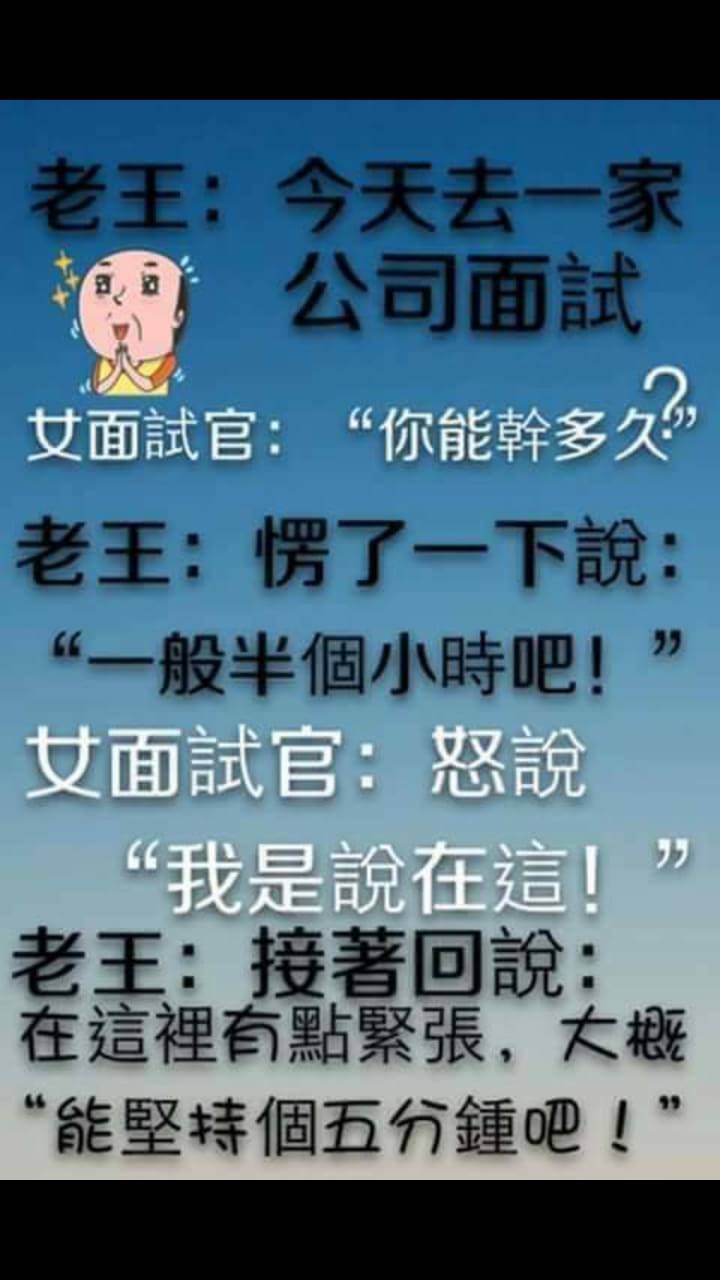 老王：今天去一家
公司面試
女面試官：“你能幹多久?”
老王：愣了一下說：
“一般半個小時吧！”
女面試官：怒說
“我是說在這！”
老王：接著回說：
在這裡有點緊張，大概
“能堅持個五分鍾吧！”